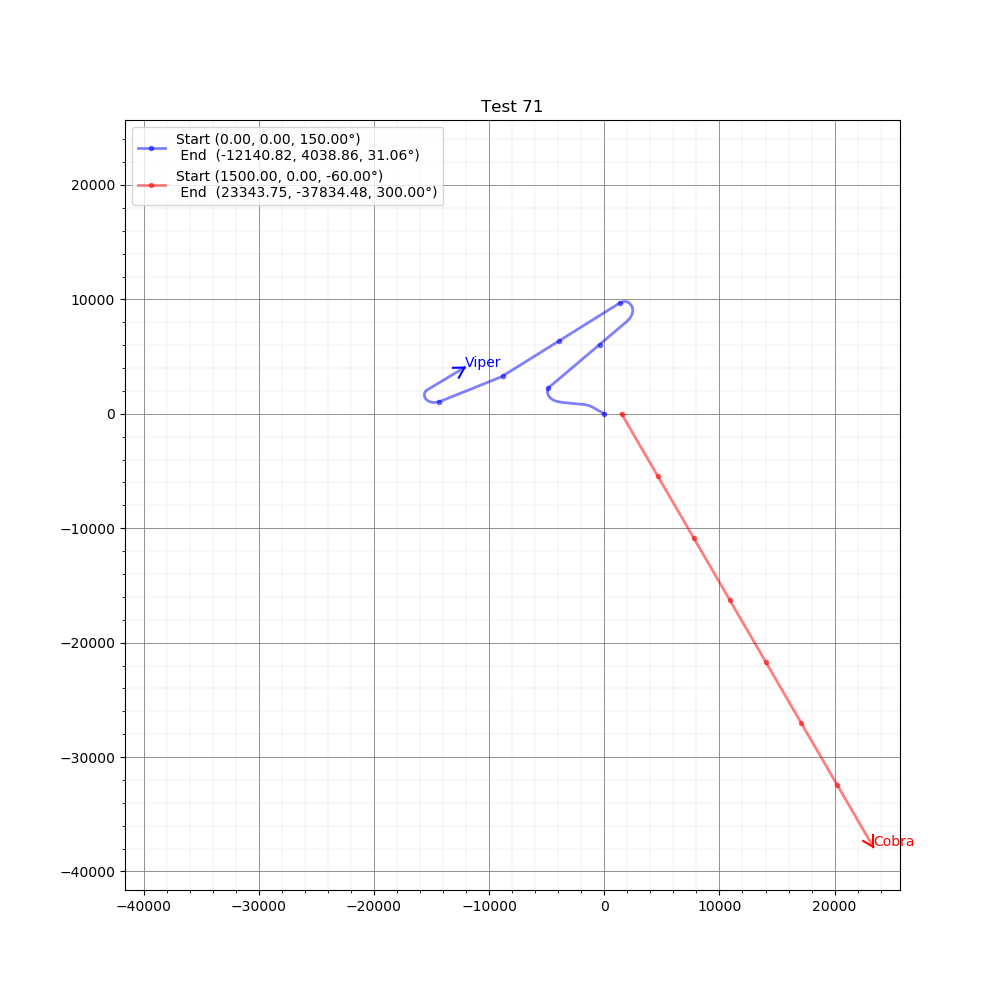 Test 71
Start (0.00, 0.00, 150.00°)
End  (-12140.82, 4038.86, 31.06°)
Start (1500.00, 0.00, -60.00°)
End  (23343.75, -37834.48, 300.00°)
20000
10000
0
−10000
−20000
−30000
−40000
Viper
Cobra
−40000
−30000
−20000
−10000
0
10000
20000